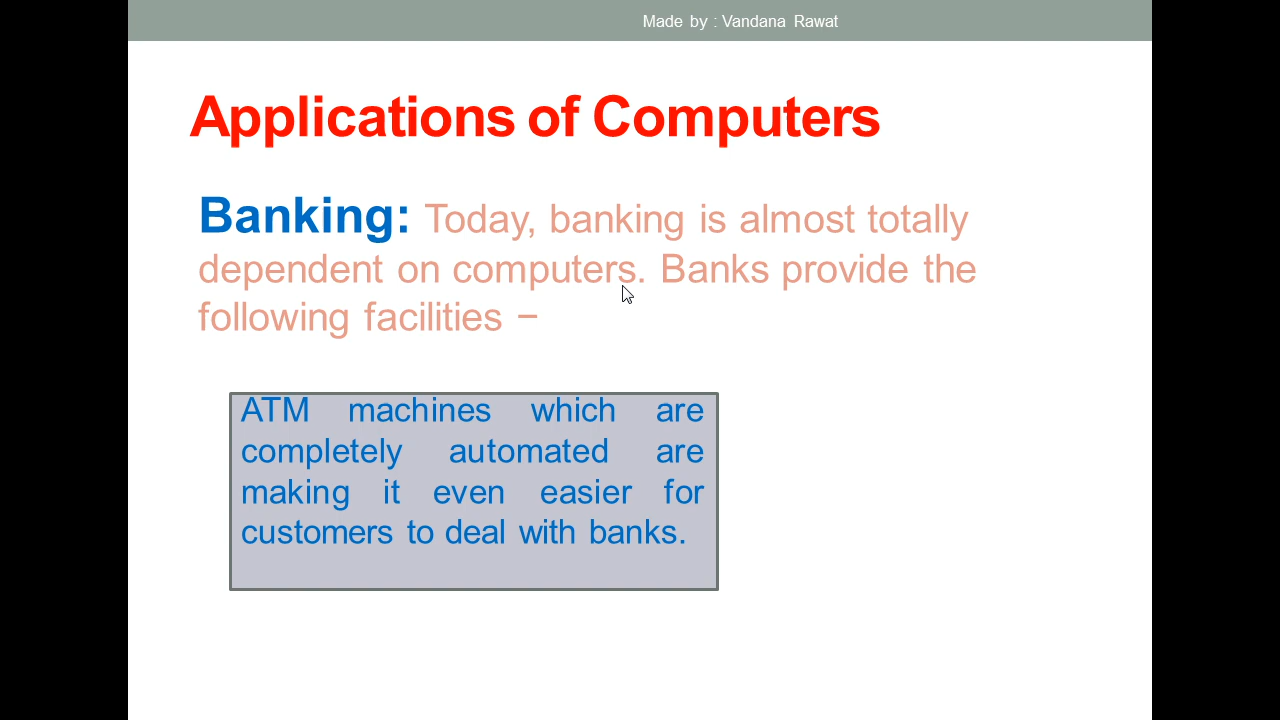 Made by : Vandana Rawat
Applications of Computers
Banking: Today, banking is almost totally
dependent on computers. Banks provide the
following facilities −
ATM machines which are
completely automated are
making it even easier for
customers to deal with banks.